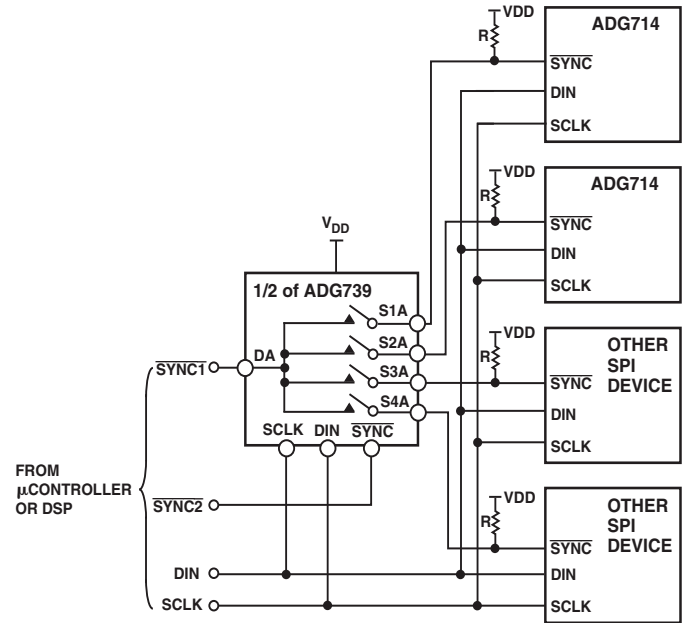 VDD
R
ADG714
SYNC
DIN
SCLK
VDD
R
ADG714
SYNC
DIN
SCLK
VDD
1/2 of ADG739
S1A
S2A
S3A
S4A
DA
SCLK DIN SYNC
VDD
R
OTHER
SPI
DEVICE
SYNC
DIN
SCLK
VDD
R
OTHER
SPI
DEVICE
SYNC
DIN
SCLK
SYNC1
FROM
µCONTROLLER
OR DSP
SYNC2
DIN
SCLK